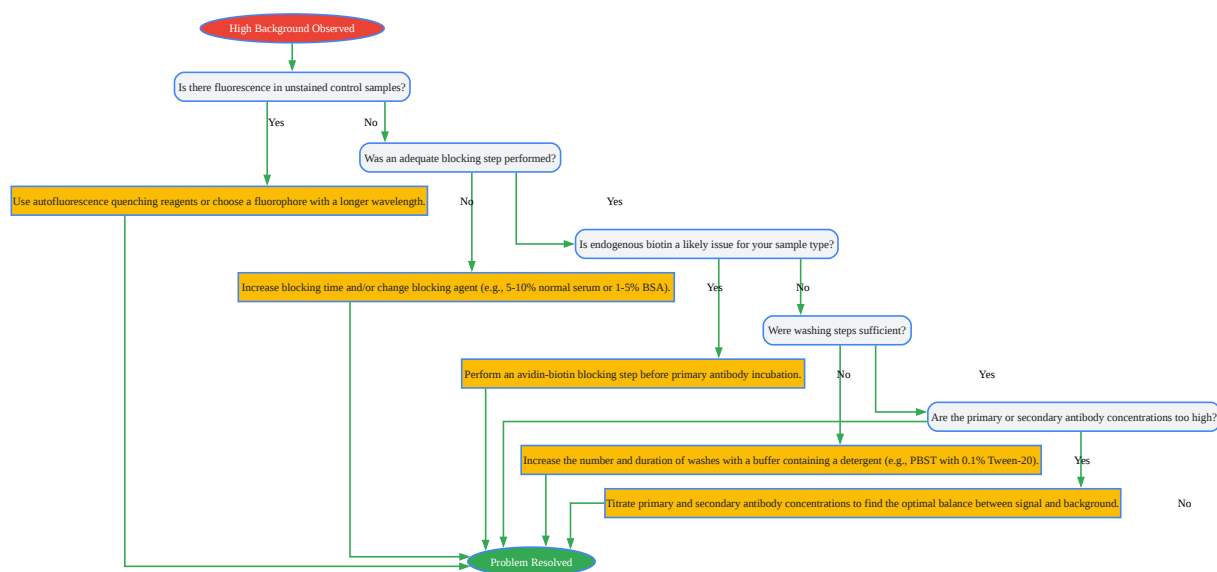 High Background Observed
Is there fluorescence in unstained control samples?
Yes
No
Was an adequate blocking step performed?
Use autofluorescence quenching reagents or choose a fluorophore with a longer wavelength.
No
Yes
Is endogenous biotin a likely issue for your sample type?
Increase blocking time and/or change blocking agent (e.g., 5-10% normal serum or 1-5% BSA).
Yes
No
Were washing steps sufficient?
Perform an avidin-biotin blocking step before primary antibody incubation.
No
Yes
Are the primary or secondary antibody concentrations too high?
Increase the number and duration of washes with a buffer containing a detergent (e.g., PBST with 0.1% Tween-20).
Yes
Titrate primary and secondary antibody concentrations to find the optimal balance between signal and background.
No
Problem Resolved